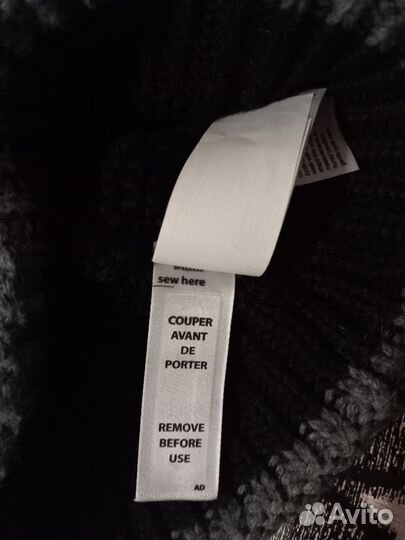 sew here
COUPER
AVANT
DE
PORTER
REMOVE
BEFORE
USE
AD
Avito